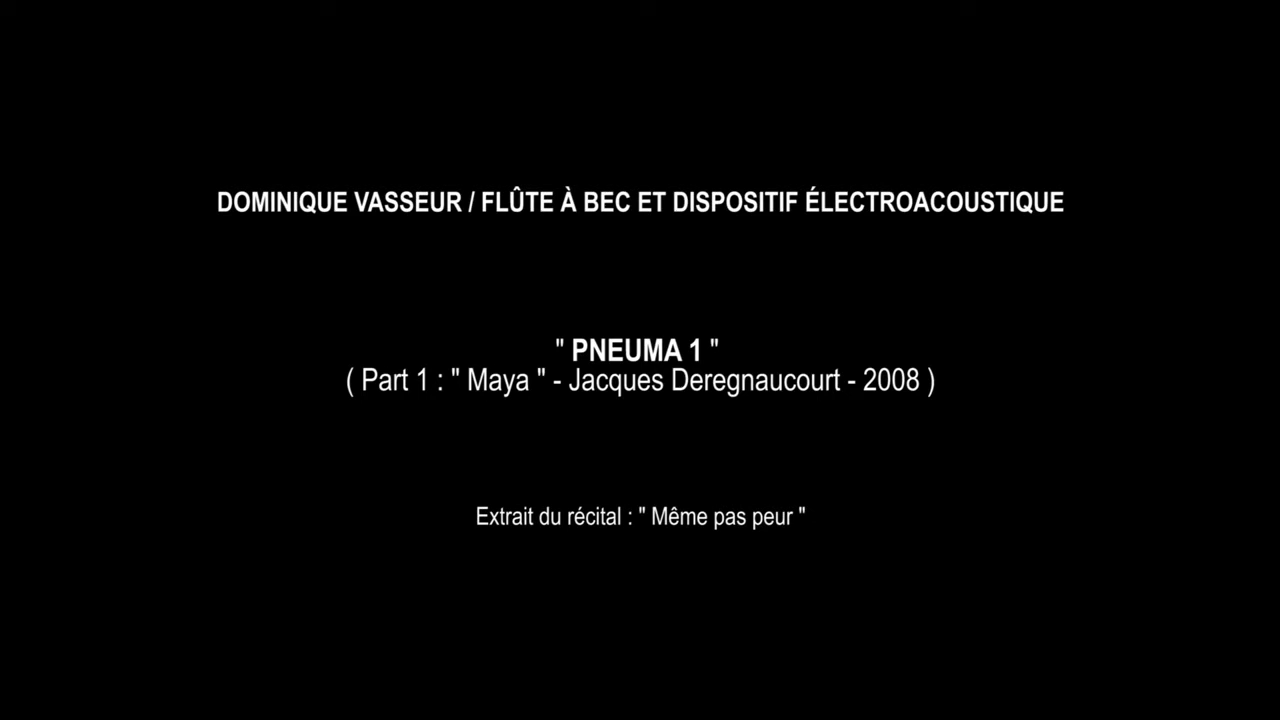 DOMINIQUE VASSEUR / FLÛTE À BEC ET DISPOSITIF ÉLECTROACOUSTIQUE
" PNEUMA 1 "
( Part 1 : " Maya " - Jacques Deregnaucourt - 2008 )
Extrait du récital : " Même pas peur "